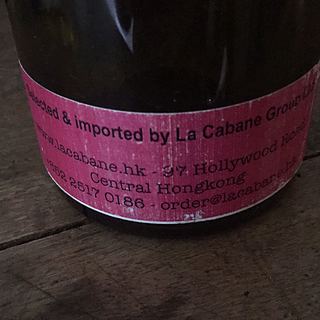 Selected & imported by La Cabane Group Ltd
www.lacabane.hk - 97 Hollywood Road
Central Hongkong
+852 2517 0186 - order@lacabane.hk